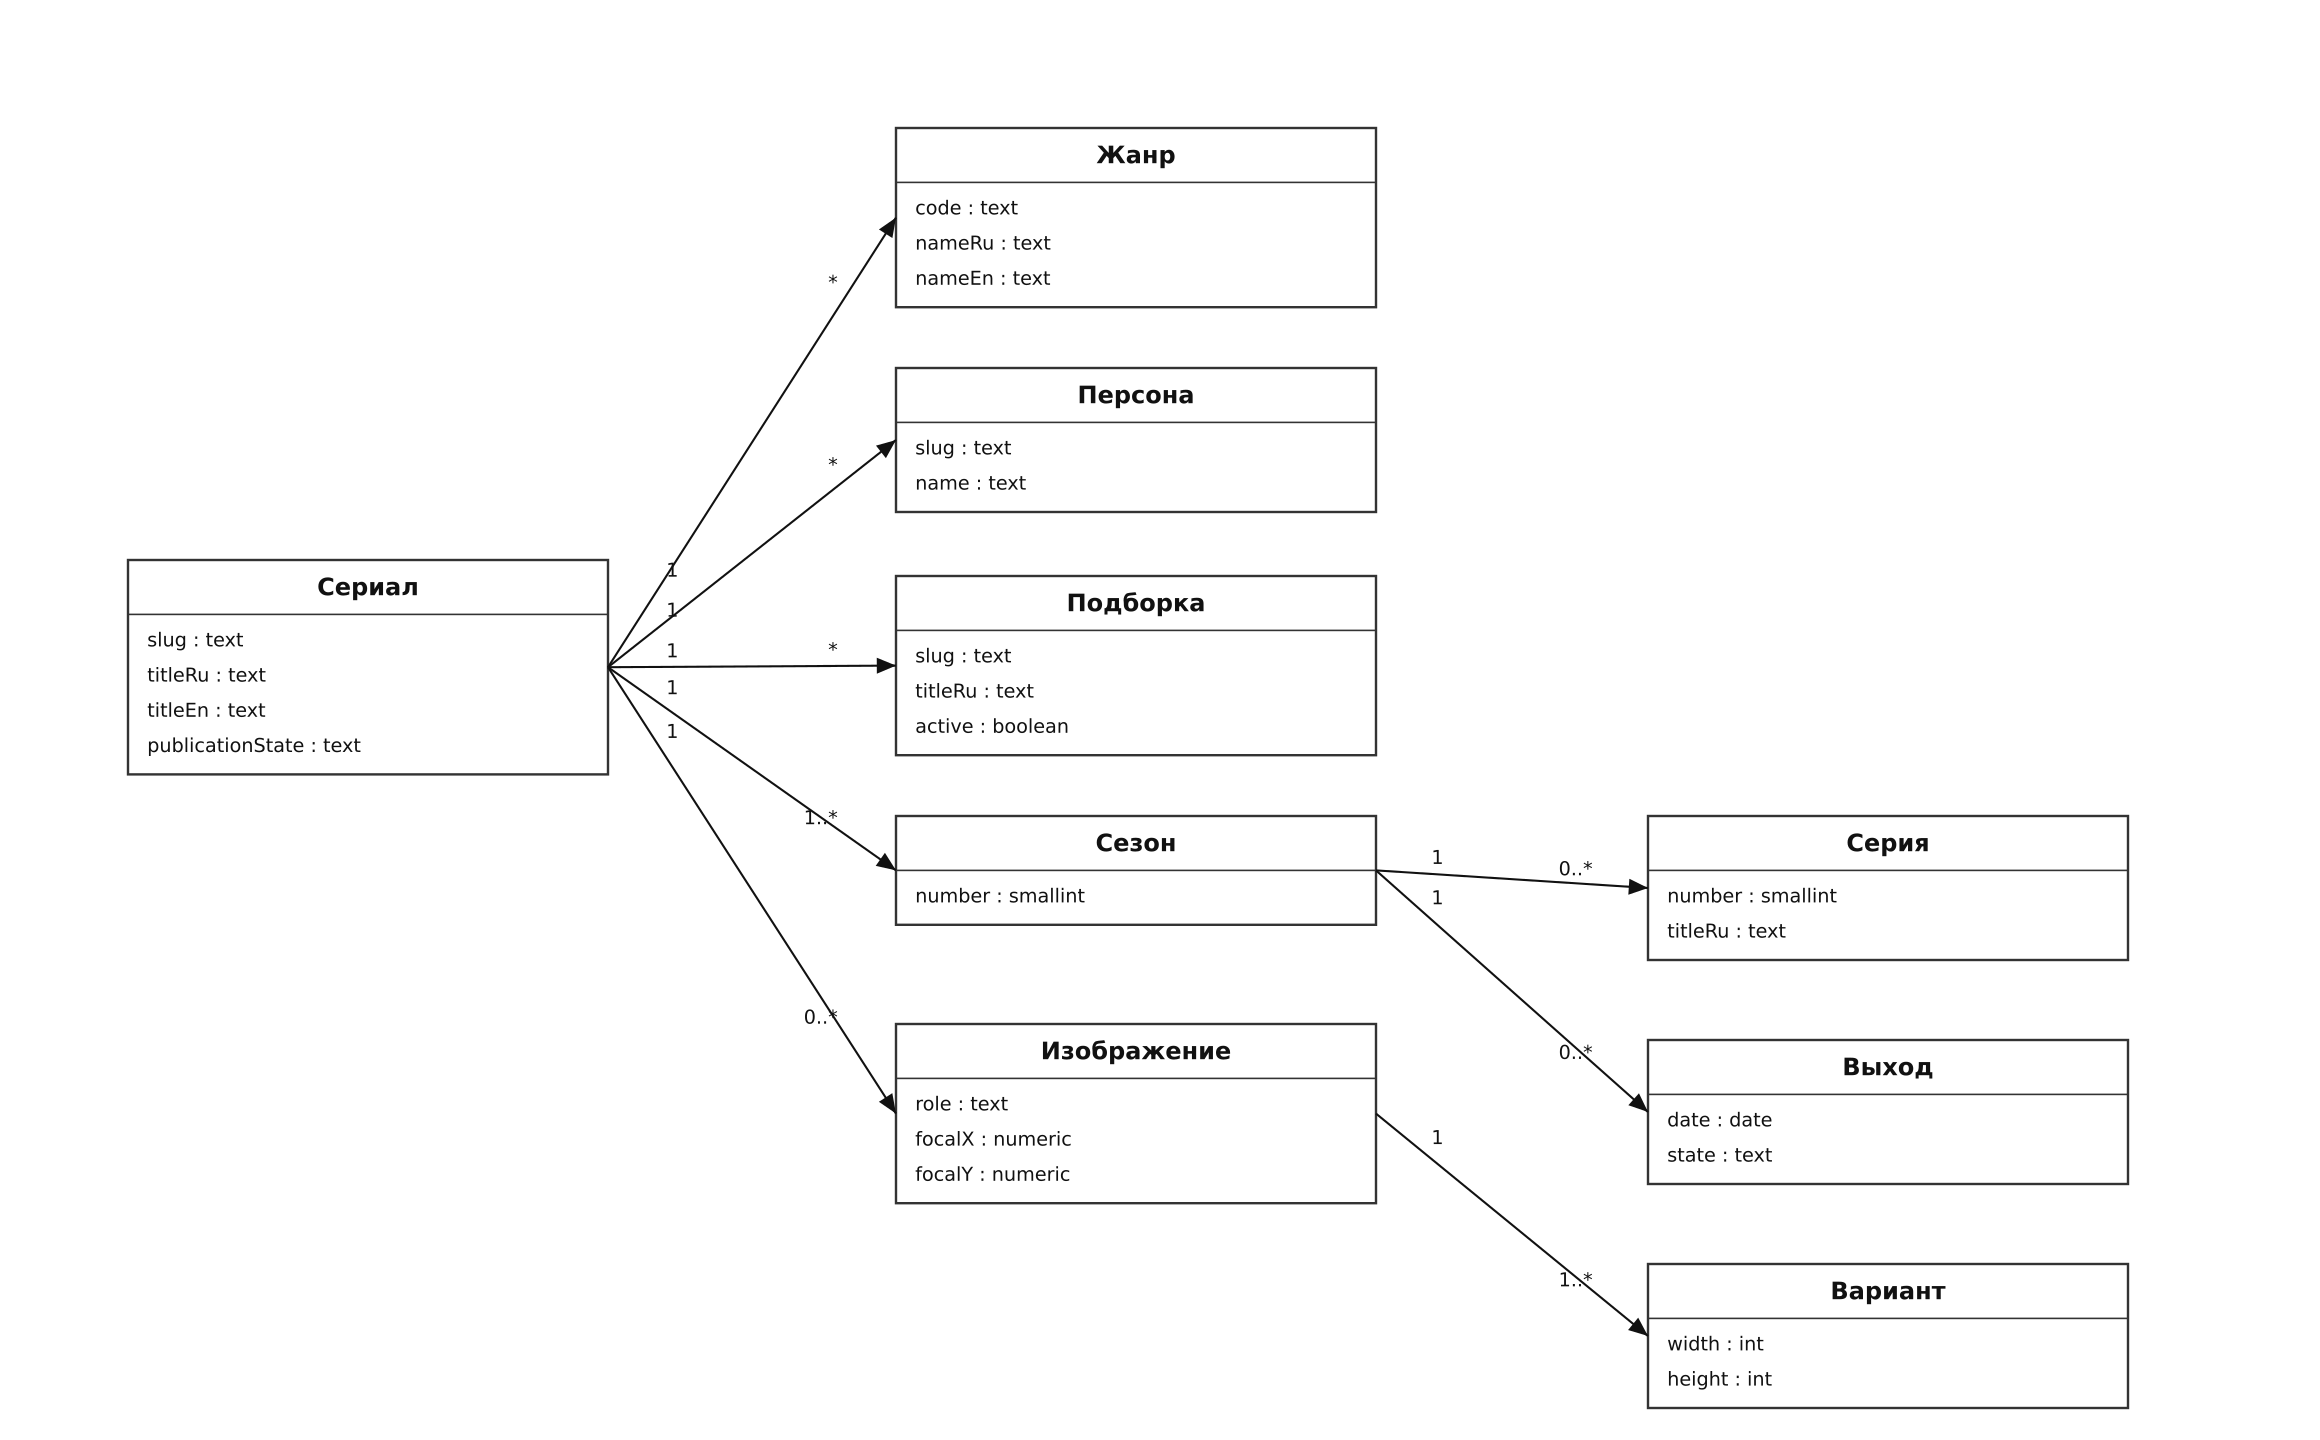 Жанр
code : text
nameRu : text
nameEn : text
*
Персона
slug : text
name : text
*
Сериал
slug : text
titleRu : text
titleEn : text
publicationState : text
1
1
1
1
1
*
Подборка
slug : text
titleRu : text
active : boolean
1..*
Сезон
number : smallint
1
1
0..*
Серия
number : smallint
titleRu : text
0..*
Изображение
role : text
focalX : numeric
focalY : numeric
0..*
Выход
date : date
state : text
1
1..*
Вариант
width : int
height : int